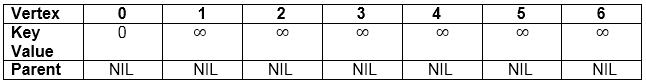 Vertex 0 1 2 3 4 5 6
Key 0 ∞ ∞ ∞ ∞ ∞ ∞
Value
Parent NIL NIL NIL NIL NIL NIL NIL